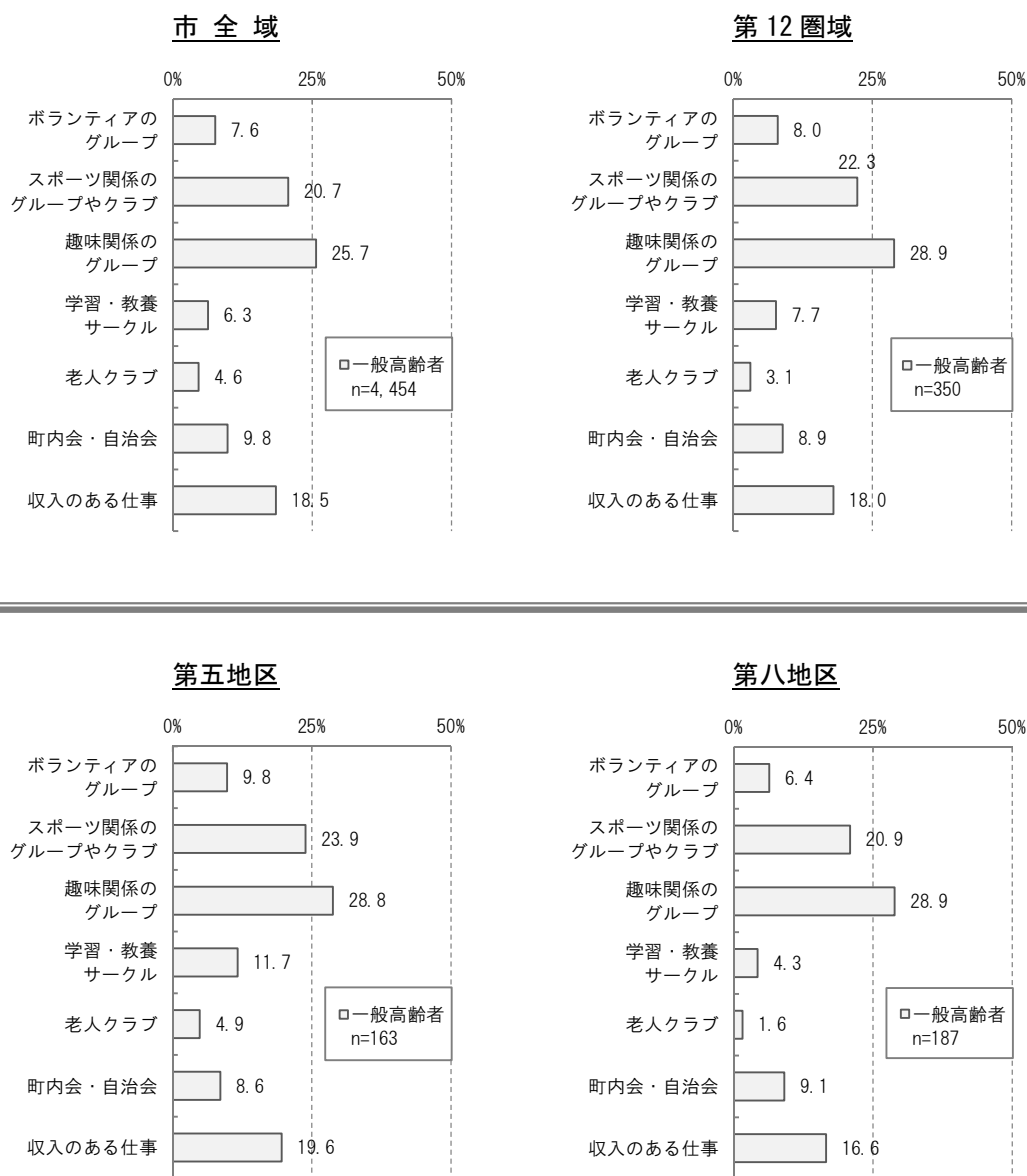 市 全 域
0% 25% 50%
ボランティアの
グループ
7.6
スポーツ関係の
グループやクラブ
20.7
趣味関係の
グループ
25.7
学習・教養
サークル
6.3
老人クラブ
4.6
町内会・自治会
9.8
収入のある仕事
18.5
一般高齢者
n=4,454
第 12 圏域
0% 25% 50%
ボランティアの
グループ
8.0
スポーツ関係の
グループやクラブ
22.3
趣味関係の
グループ
28.9
学習・教養
サークル
7.7
老人クラブ
3.1
町内会・自治会
8.9
収入のある仕事
18.0
一般高齢者
n=350
第五地区
0% 25% 50%
ボランティアの
グループ
9.8
スポーツ関係の
グループやクラブ
23.9
趣味関係の
グループ
28.8
学習・教養
サークル
11.7
老人クラブ
4.9
町内会・自治会
8.6
収入のある仕事
19.6
一般高齢者
n=163
第八地区
0% 25% 50%
ボランティアの
グループ
6.4
スポーツ関係の
グループやクラブ
20.9
趣味関係の
グループ
28.9
学習・教養
サークル
4.3
老人クラブ
1.6
町内会・自治会
9.1
収入のある仕事
16.6
一般高齢者
n=187